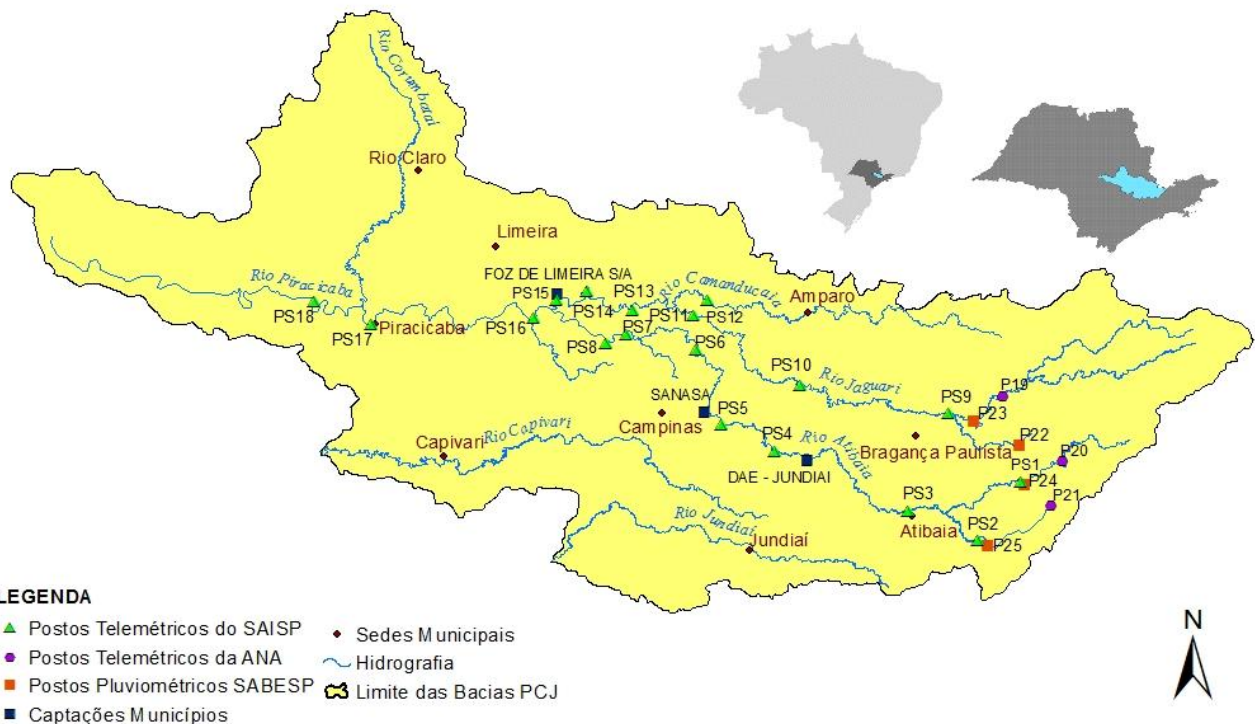 Rio Corumbataí
Rio Claro
Limeira
Rio Piracicaba
FOZ DE LIMEIRA S/A
Rio Camanducaia
Amparo
PS18
PS15
PS13
PS14
PS11
PS12
PS17
Piracicaba
PS16
PS7
PS8
PS6
PS10
Rio Jaguari
P19
PS9
P23
SANASA
PS5
Campinas
Capivari
Rio Capivari
PS4
Rio Atibaia
Bragança Paulista
P22
P20
DAE - JUNDIAI
PS1
P24
P21
PS3
Atibaia
PS2
P25
Rio Jundiaí
Jundiaí
LEGENDA
Postos Telemétricos do SAISP
Postos Telemétricos da ANA
Postos Pluviométricos SABESP
Captações Municípios
Sedes Municipais
Hidrografia
Limite das Bacias PCJ
N